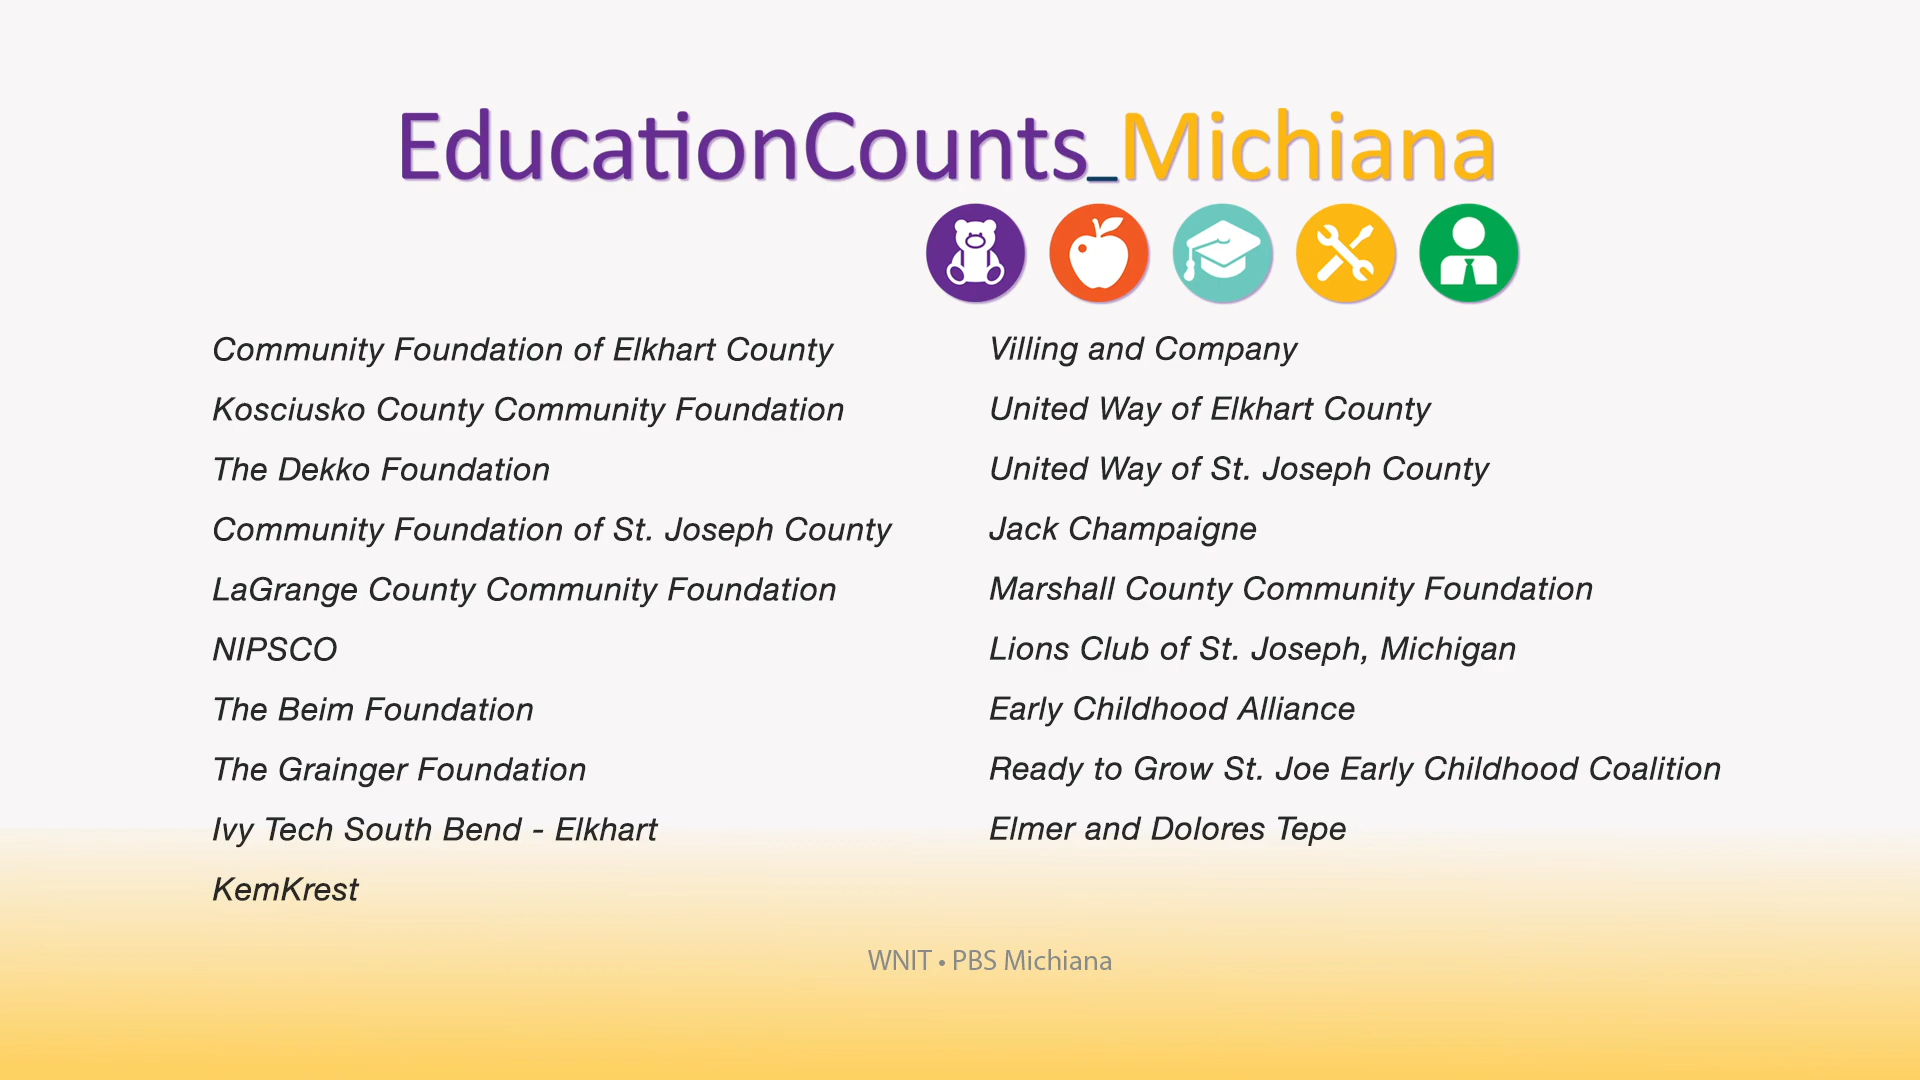 EducationCounts_Michiana
Community Foundation of Elkhart County
Kosciusko County Community Foundation
The Dekko Foundation
Community Foundation of St. Joseph County
LaGrange County Community Foundation
NIPSCO
The Beim Foundation
The Grainger Foundation
Ivy Tech South Bend - Elkhart
KemKrest
Villing and Company
United Way of Elkhart County
United Way of St. Joseph County
Jack Champaigne
Marshall County Community Foundation
Lions Club of St. Joseph, Michigan
Early Childhood Alliance
Ready to Grow St. Joe Early Childhood Coalition
Elmer and Dolores Tepe
WNIT • PBS Michiana